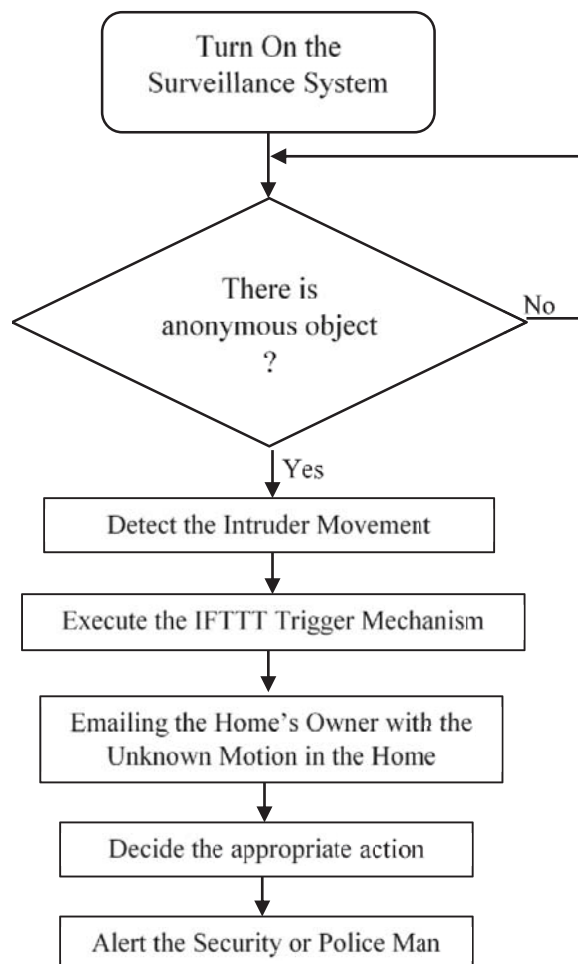 Turn On the
Surveillance System
There is
anonymous object
?
No
Yes
Detect the Intruder Movement
Execute the IFTTT Trigger Mechanism
Emailing the Home's Owner with the
Unknown Motion in the Home
Decide the appropriate action
Alert the Security or Police Man